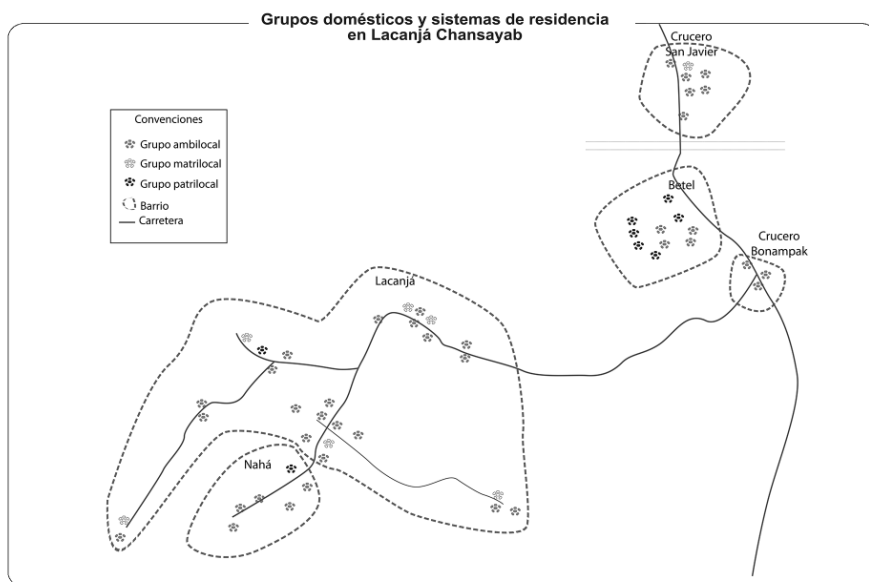 Grupos domésticos y sistemas de residencia
en Lacanjá Chansayab
Crucero
San Javier
Convenciones
Grupo ambilocal
Grupo matrilocal
Grupo patrilocal
Barrio
Carretera
Betel
Crucero
Bonampak
Lacanjá
Nahá